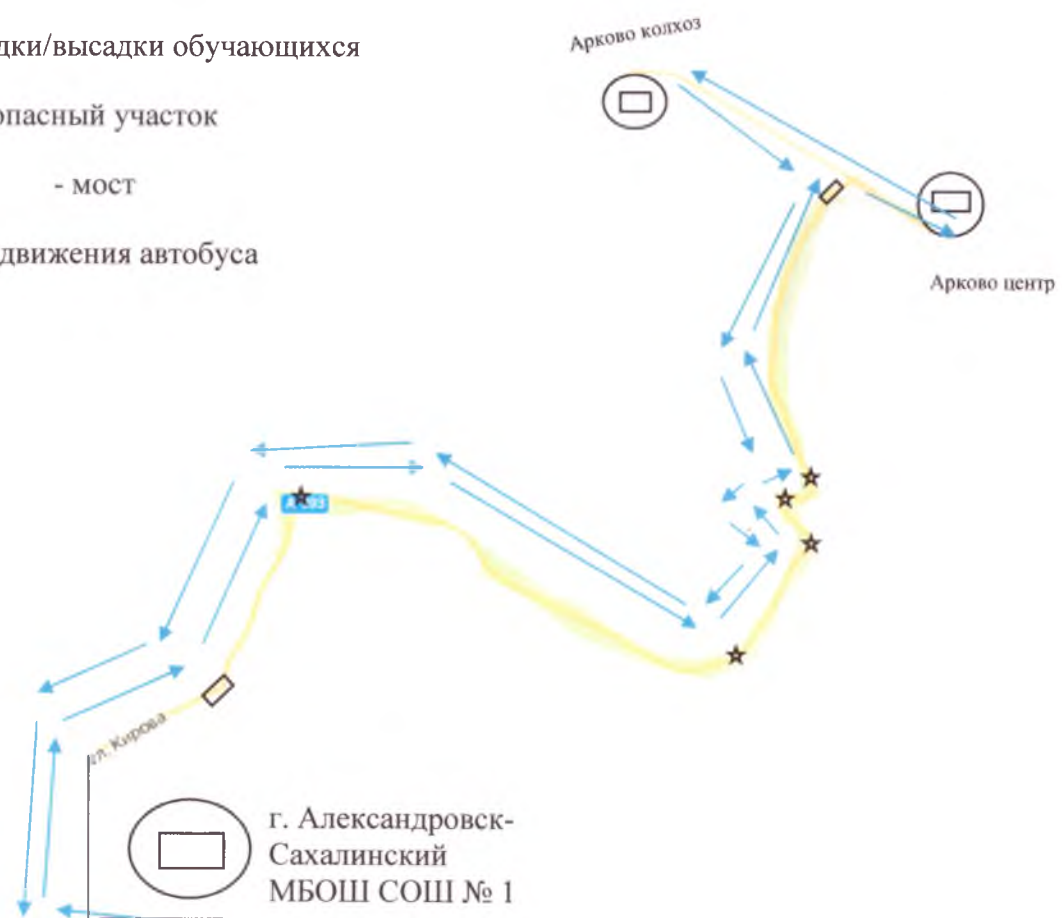 дки/высадки обучающихся
опасный участок
- мост
движения автобуса
Арково колхоз
Арково центр
ул. Кирова
г. Александровск-
Сахалинский
МБОШ СОШ № 1